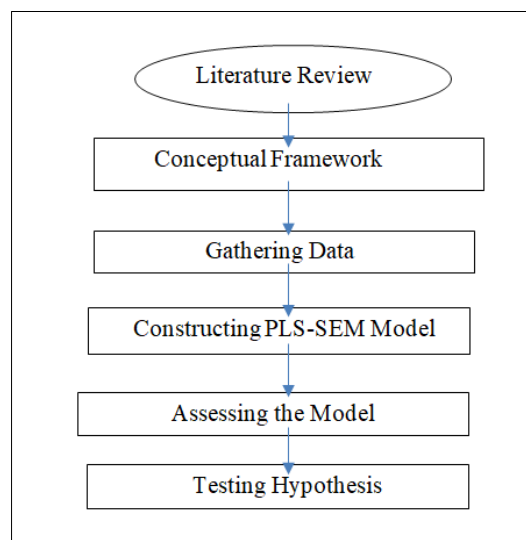 Literature Review
Conceptual Framework
Gathering Data
Constructing PLS-SEM Model
Assessing the Model
Testing Hypothesis